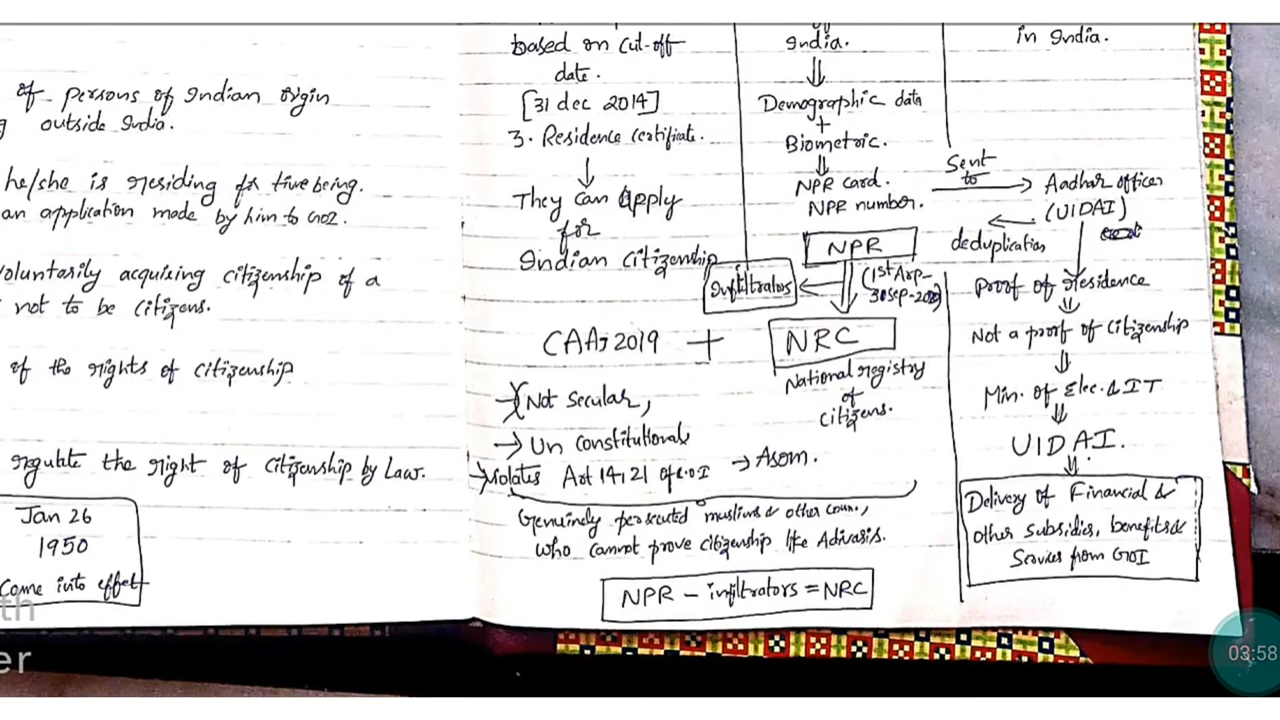 of persons of Indian origin
outside India.
he/she is residing for time being.
an application made by him to
voluntarily acquiring citizenship of a
not to be citizens.
of the rights of citizenship
regulate the right of citizenship by Law.
Jan 26
1950
Come into effect
based on cut-off
date.
[31 dec 2014]
3. Residence certificate.
They can apply
for
Indian citizenship
CAA, 2019 +
Not secular,
→ Un constitutional
→ Violates Art 14, 21 of C.O.I
→ Asom.
Genuinely persecuted muslims & other
who cannot prove citizenship like Adivasis.
NPR - infiltrators = NRC
of
India.
Demographic data
+
Biometric.
NPR card.
NPR number.
NPR
Infiltrators
NRC
National registry
of
citizens.
in India.
Sent
to
Aadhar officer
(UIDAI)
deduplication
Proof of residence
Not a proof of citizenship
Min. of Elec. & IT
UIDAI.
Delivery of Financial &
other subsidies, benefits &
Services from GOI
th
er
03:58